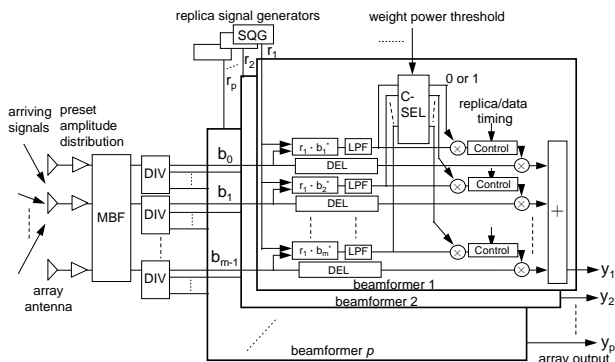 replica signal generators
weight power threshold
SQG
r1
r2
rp
0 or 1
C-
SEL
replica/data
timing
arriving
signals
preset
amplitude
distribution
b0
r1 · b1*
LPF
Control
DEL
DIV
b1
r1 · b2*
LPF
Control
DEL
MBF
DIV
+
bm-1
r1 · bm*
LPF
Control
DEL
DIV
array
antenna
beamformer 1
y1
beamformer 2
y2
beamformer p
yp
array output